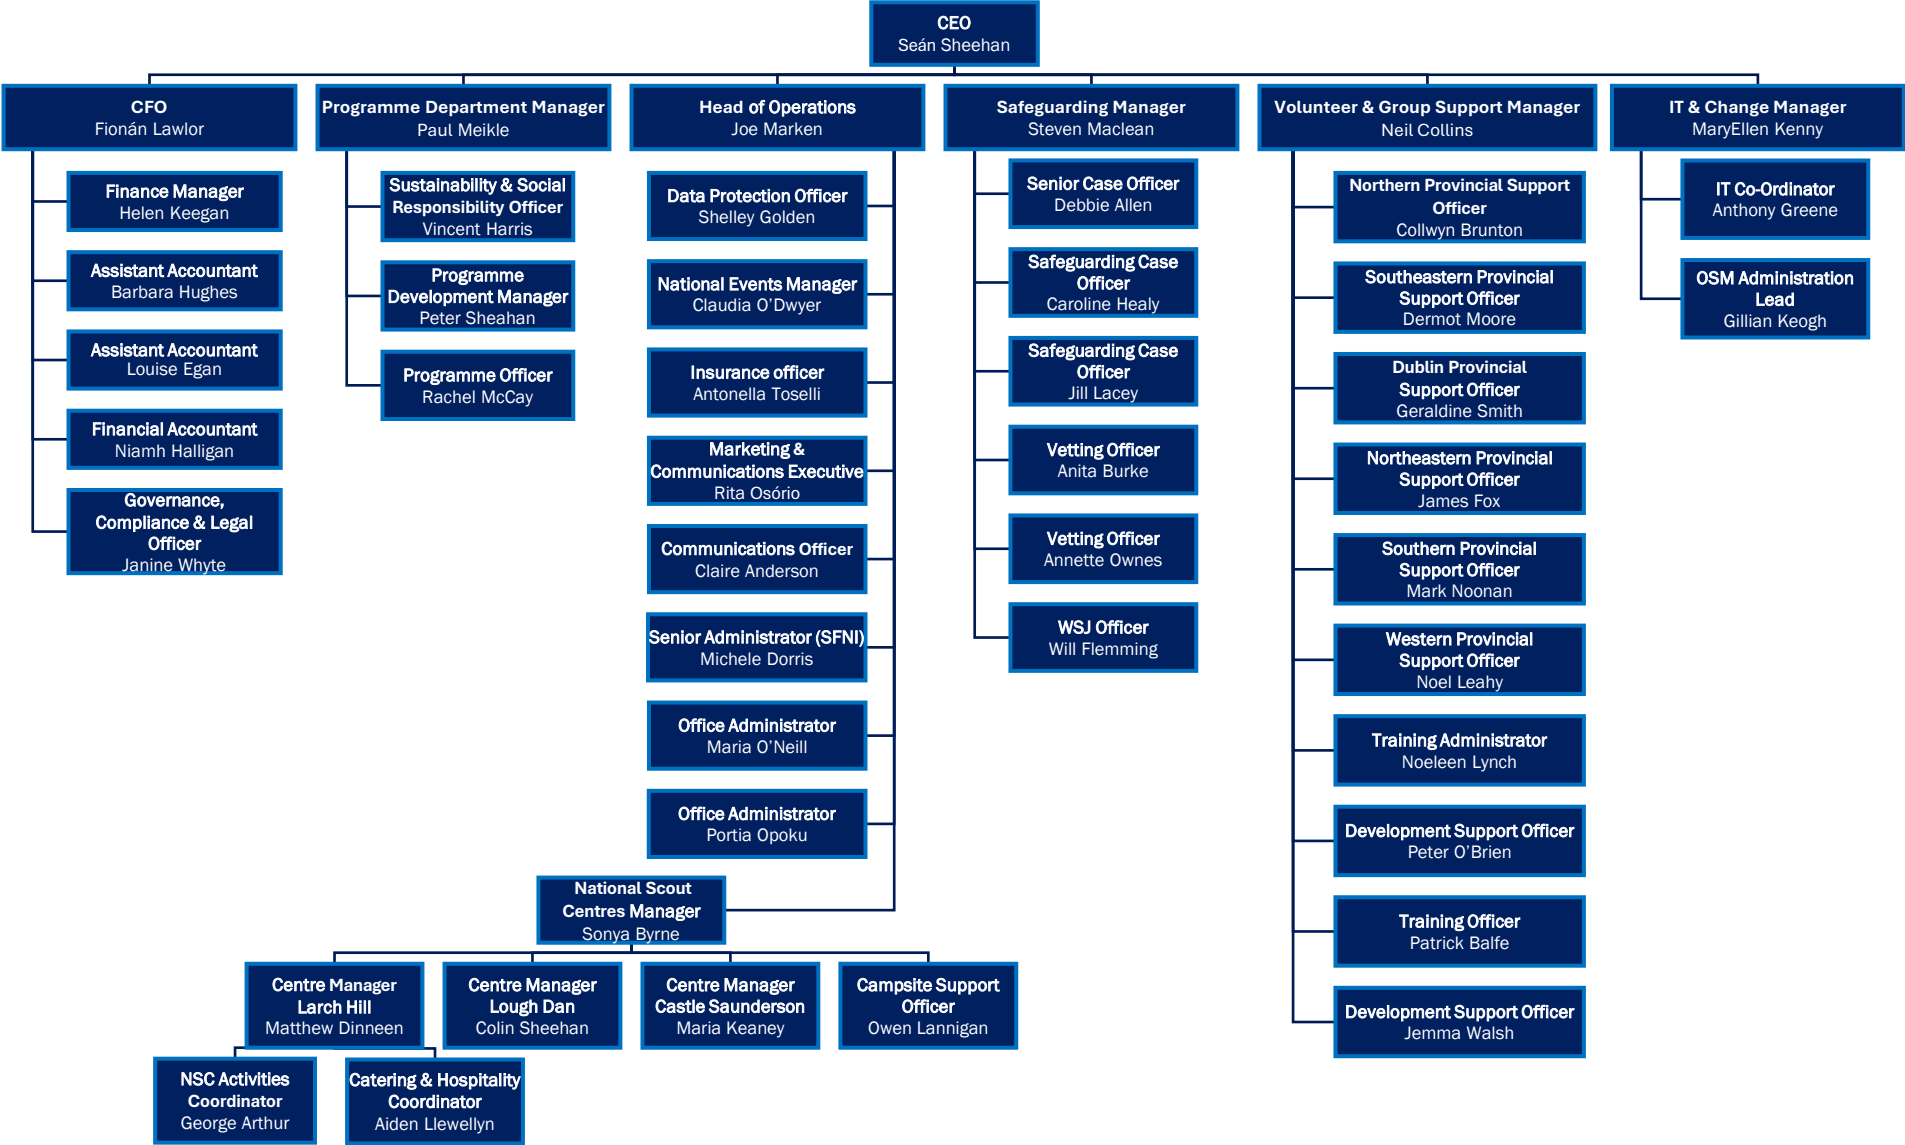 CEO
Seán Sheehan
CFO
Fionán Lawlor
Programme Department Manager
Paul Meikle
Head of Operations
Joe Marken
Safeguarding Manager
Steven Maclean
Volunteer & Group Support Manager
Neil Collins
IT & Change Manager
MaryEllen Kenny
Finance Manager
Helen Keegan
Assistant Accountant
Barbara Hughes
Assistant Accountant
Louise Egan
Financial Accountant
Niamh Halligan
Governance,
Compliance & Legal
Officer
Janine Whyte
Sustainability & Social
Responsibility Officer
Vincent Harris
Programme
Development Manager
Peter Sheahan
Programme Officer
Rachel McCay
Data Protection Officer
Shelley Golden
National Events Manager
Claudia O'Dwyer
Insurance officer
Antonella Toselli
Marketing &
Communications Executive
Rita Osório
Communications Officer
Claire Anderson
Senior Administrator (SFNI)
Michele Dorris
Office Administrator
Maria O'Neill
Office Administrator
Portia Opoku
National Scout
Centres Manager
Sonya Byrne
Centre Manager
Larch Hill
Matthew Dinneen
Centre Manager
Lough Dan
Colin Sheehan
Centre Manager
Castle Saunderson
Maria Keaney
Campsite Support
Officer
Owen Lannigan
NSC Activities
Coordinator
George Arthur
Catering & Hospitality
Coordinator
Aiden Llewellyn
Senior Case Officer
Debbie Allen
Safeguarding Case
Officer
Caroline Healy
Safeguarding Case
Officer
Jill Lacey
Vetting Officer
Anita Burke
Vetting Officer
Annette Ownes
WSJ Officer
Will Flemming
Northern Provincial Support
Officer
Collwyn Brunton
Southeastern Provincial
Support Officer
Dermot Moore
Dublin Provincial
Support Officer
Geraldine Smith
Northeastern Provincial
Support Officer
James Fox
Southern Provincial
Support Officer
Mark Noonan
Western Provincial
Support Officer
Noel Leahy
Training Administrator
Noeleen Lynch
Development Support Officer
Peter O'Brien
Training Officer
Patrick Balfe
Development Support Officer
Jemma Walsh
IT Co-Ordinator
Anthony Greene
OSM Administration
Lead
Gillian Keogh